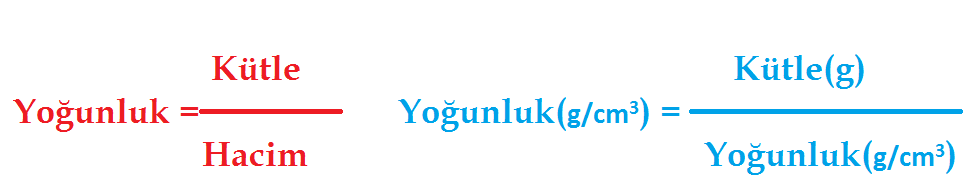 Kütle
Yoğunluk =
Hacim
Kütle(g)
Yoğunluk(g/cm³) =
Yoğunluk(g/cm³)